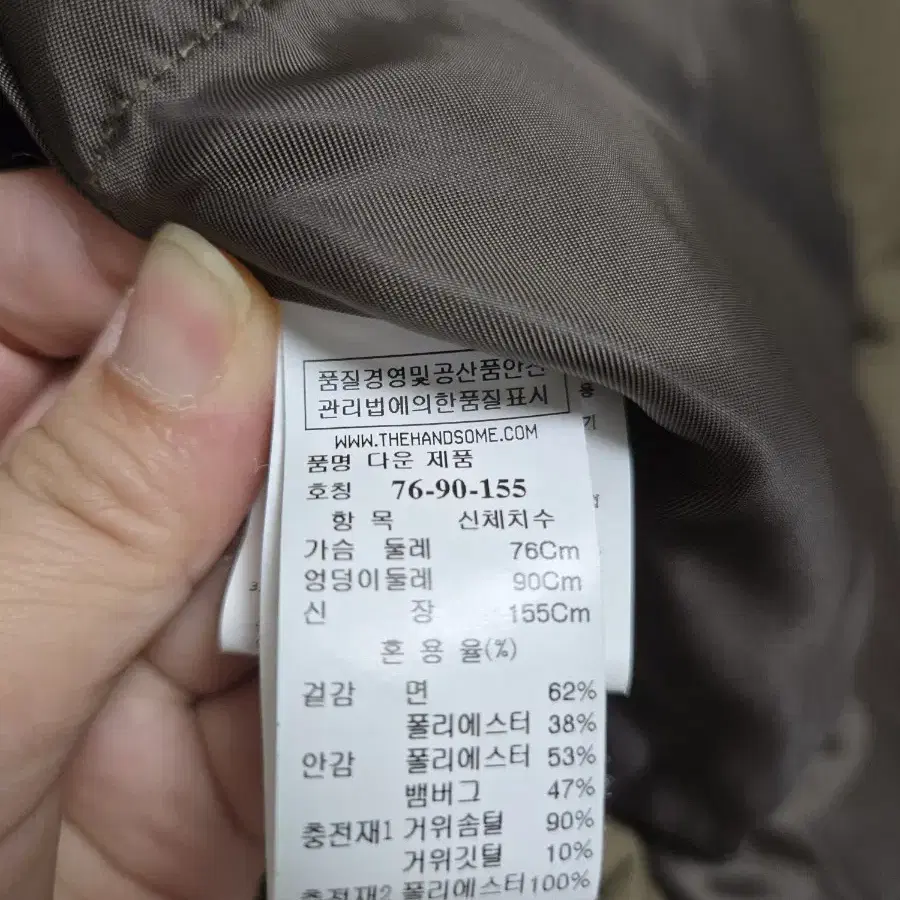 품질경영및공산품안전
관리법에의한품질표시
WWW.THEHANDSOME.COM
품명 다운 제품
호칭 76-90-155
항 목 신체치수
가슴 둘레 76Cm
엉덩이둘레 90Cm
신 장 155Cm
혼 용 율(%)
겉감 면 62%
폴리에스터 38%
안감 폴리에스터 53%
뱀버그 47%
충전재1 거위솜털 90%
거위깃털 10%
충전재2 폴리에스터100%
용
기